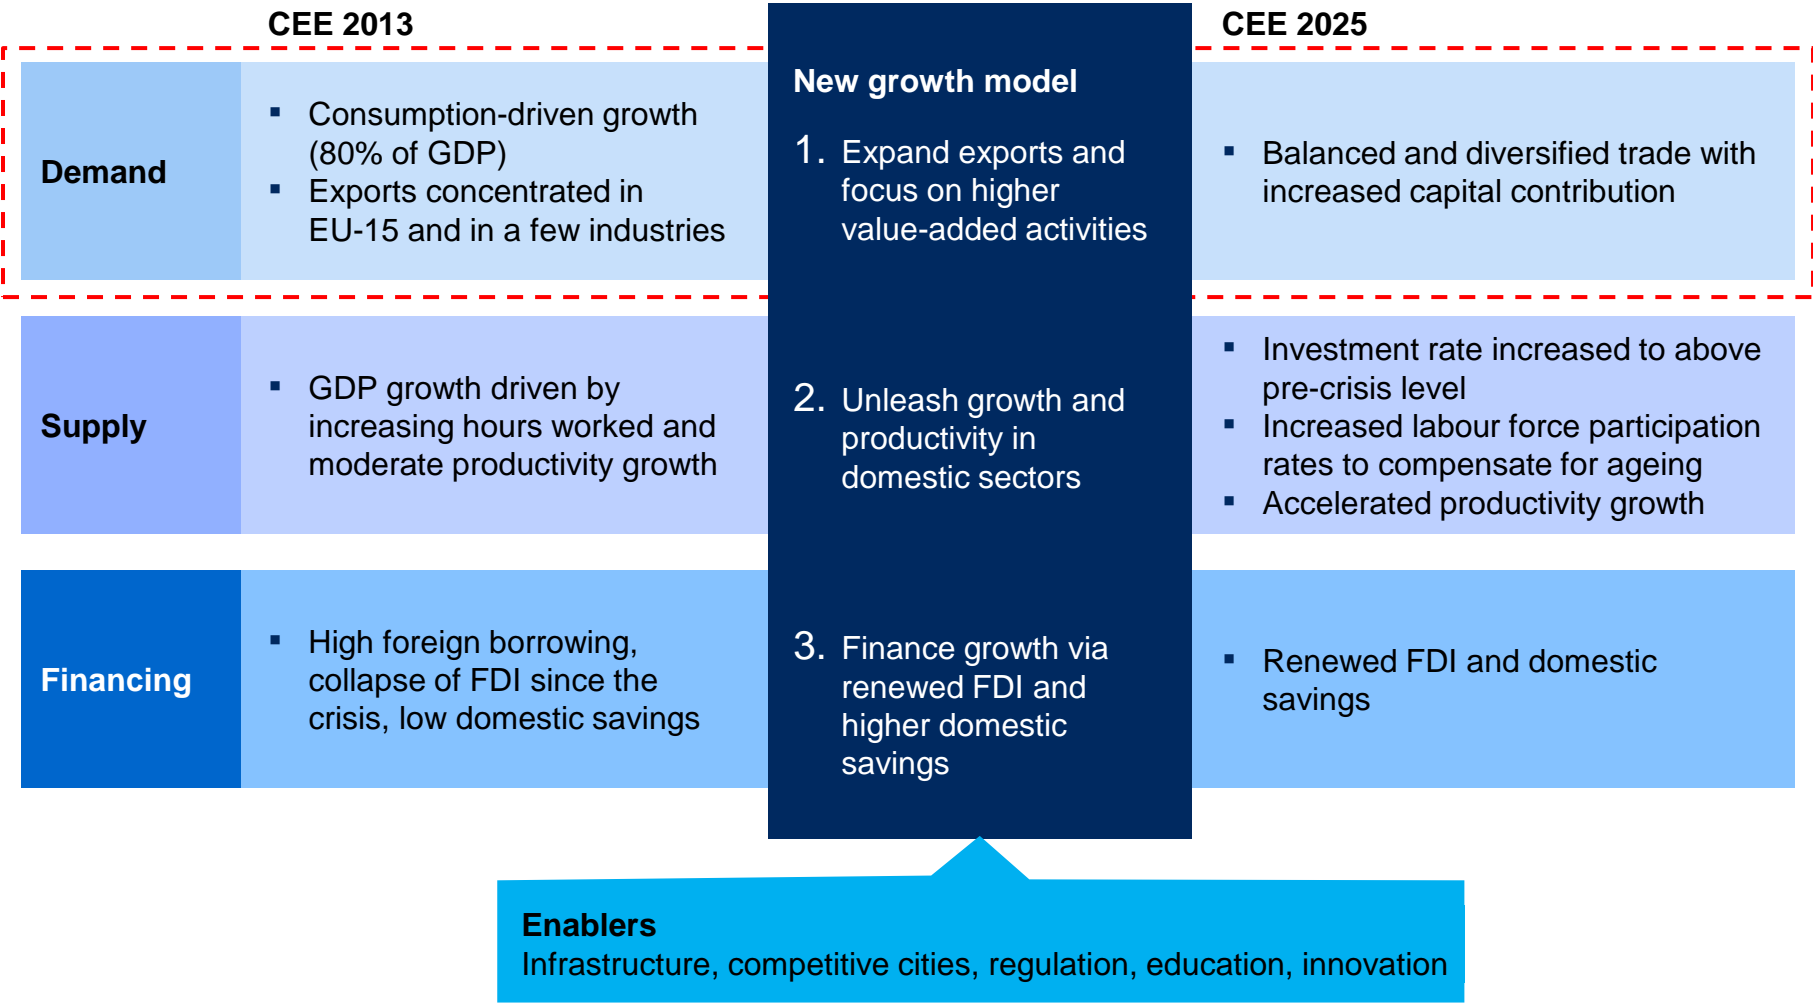 CEE 2013
CEE 2025
New growth model
Demand
▪ Consumption-driven growth
(80% of GDP)
▪ Exports concentrated in
EU-15 and in a few industries
1. Expand exports and
focus on higher
value-added activities
▪ Balanced and diversified trade with
increased capital contribution
Supply
▪ GDP growth driven by
increasing hours worked and
moderate productivity growth
2. Unleash growth and
productivity in
domestic sectors
▪ Investment rate increased to above
pre-crisis level
▪ Increased labour force participation
rates to compensate for ageing
▪ Accelerated productivity growth
Financing
▪ High foreign borrowing,
collapse of FDI since the
crisis, low domestic savings
3. Finance growth via
renewed FDI and
higher domestic
savings
▪ Renewed FDI and domestic
savings
Enablers
Infrastructure, competitive cities, regulation, education, innovation